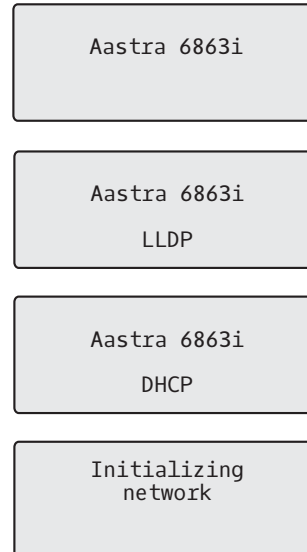 Aastra 6863i
Aastra 6863i
LLDP
Aastra 6863i
DHCP
Initializing
network